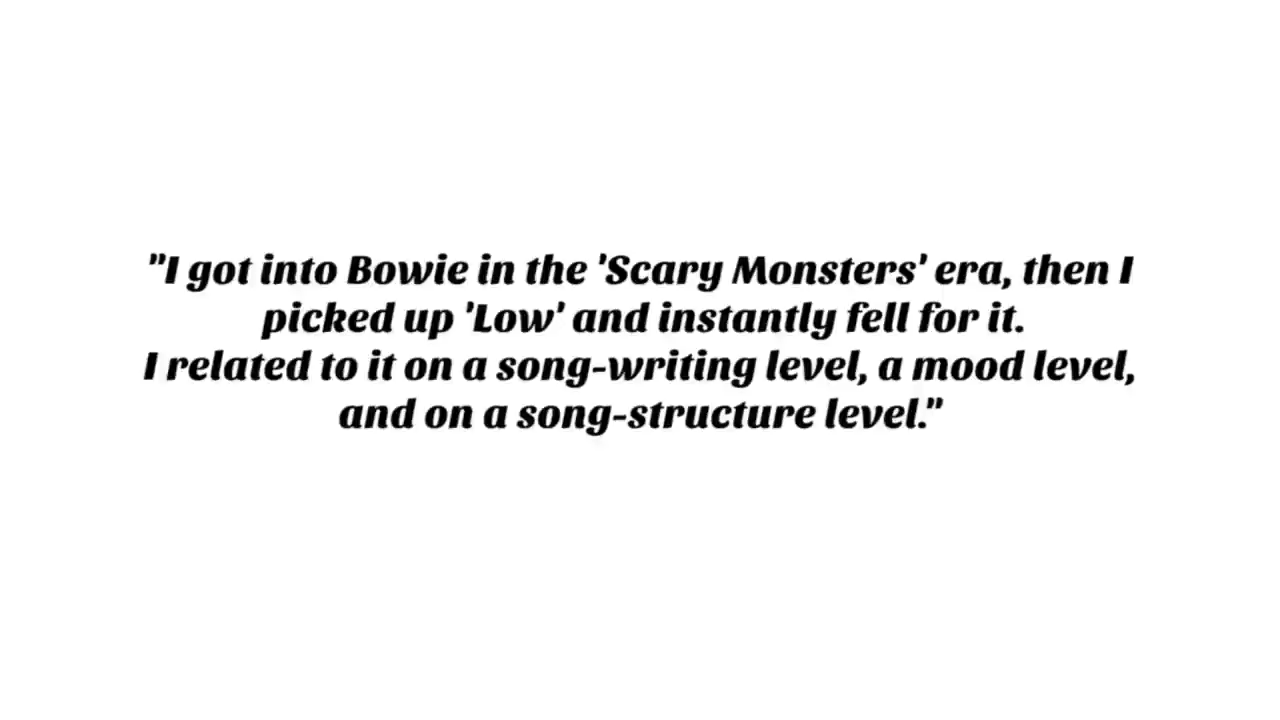 "I got into Bowie in the 'Scary Monsters' era, then I
picked up 'Low' and instantly fell for it.
I related to it on a song-writing level, a mood level,
and on a song-structure level."